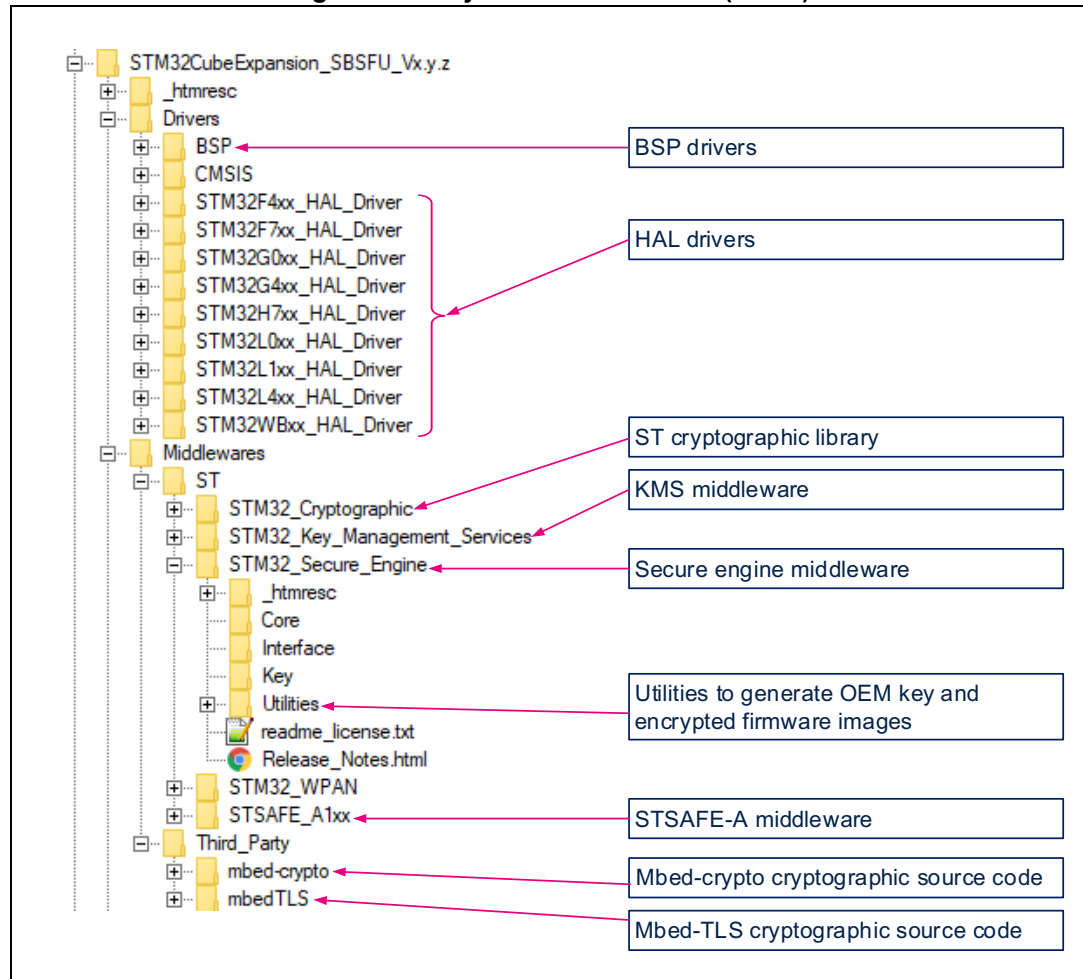 STM32CubeExpansion_SBSFU_Vx.y.z
_htmresc
Drivers
BSP
BSP drivers
CMSIS
STM32F4xx_HAL_Driver
STM32F7xx_HAL_Driver
HAL drivers
STM32G0xx_HAL_Driver
STM32G4xx_HAL_Driver
STM32H7xx_HAL_Driver
STM32L0xx_HAL_Driver
STM32L1xx_HAL_Driver
STM32L4xx_HAL_Driver
STM32WBxx_HAL_Driver
ST cryptographic library
Middlewares
ST
KMS middleware
STM32_Cryptographic
STM32_Key_Management_Services
STM32_Secure_Engine
Secure engine middleware
_htmresc
Core
Interface
Key
Utilities
Utilities to generate OEM key and
encrypted firmware images
readme_license.txt
Release_Notes.html
STM32_WPAN
STSAFE_A1xx
STSAFE-A middleware
Third_Party
mbed-crypto
Mbed-crypto cryptographic source code
mbedTLS
Mbed-TLS cryptographic source code